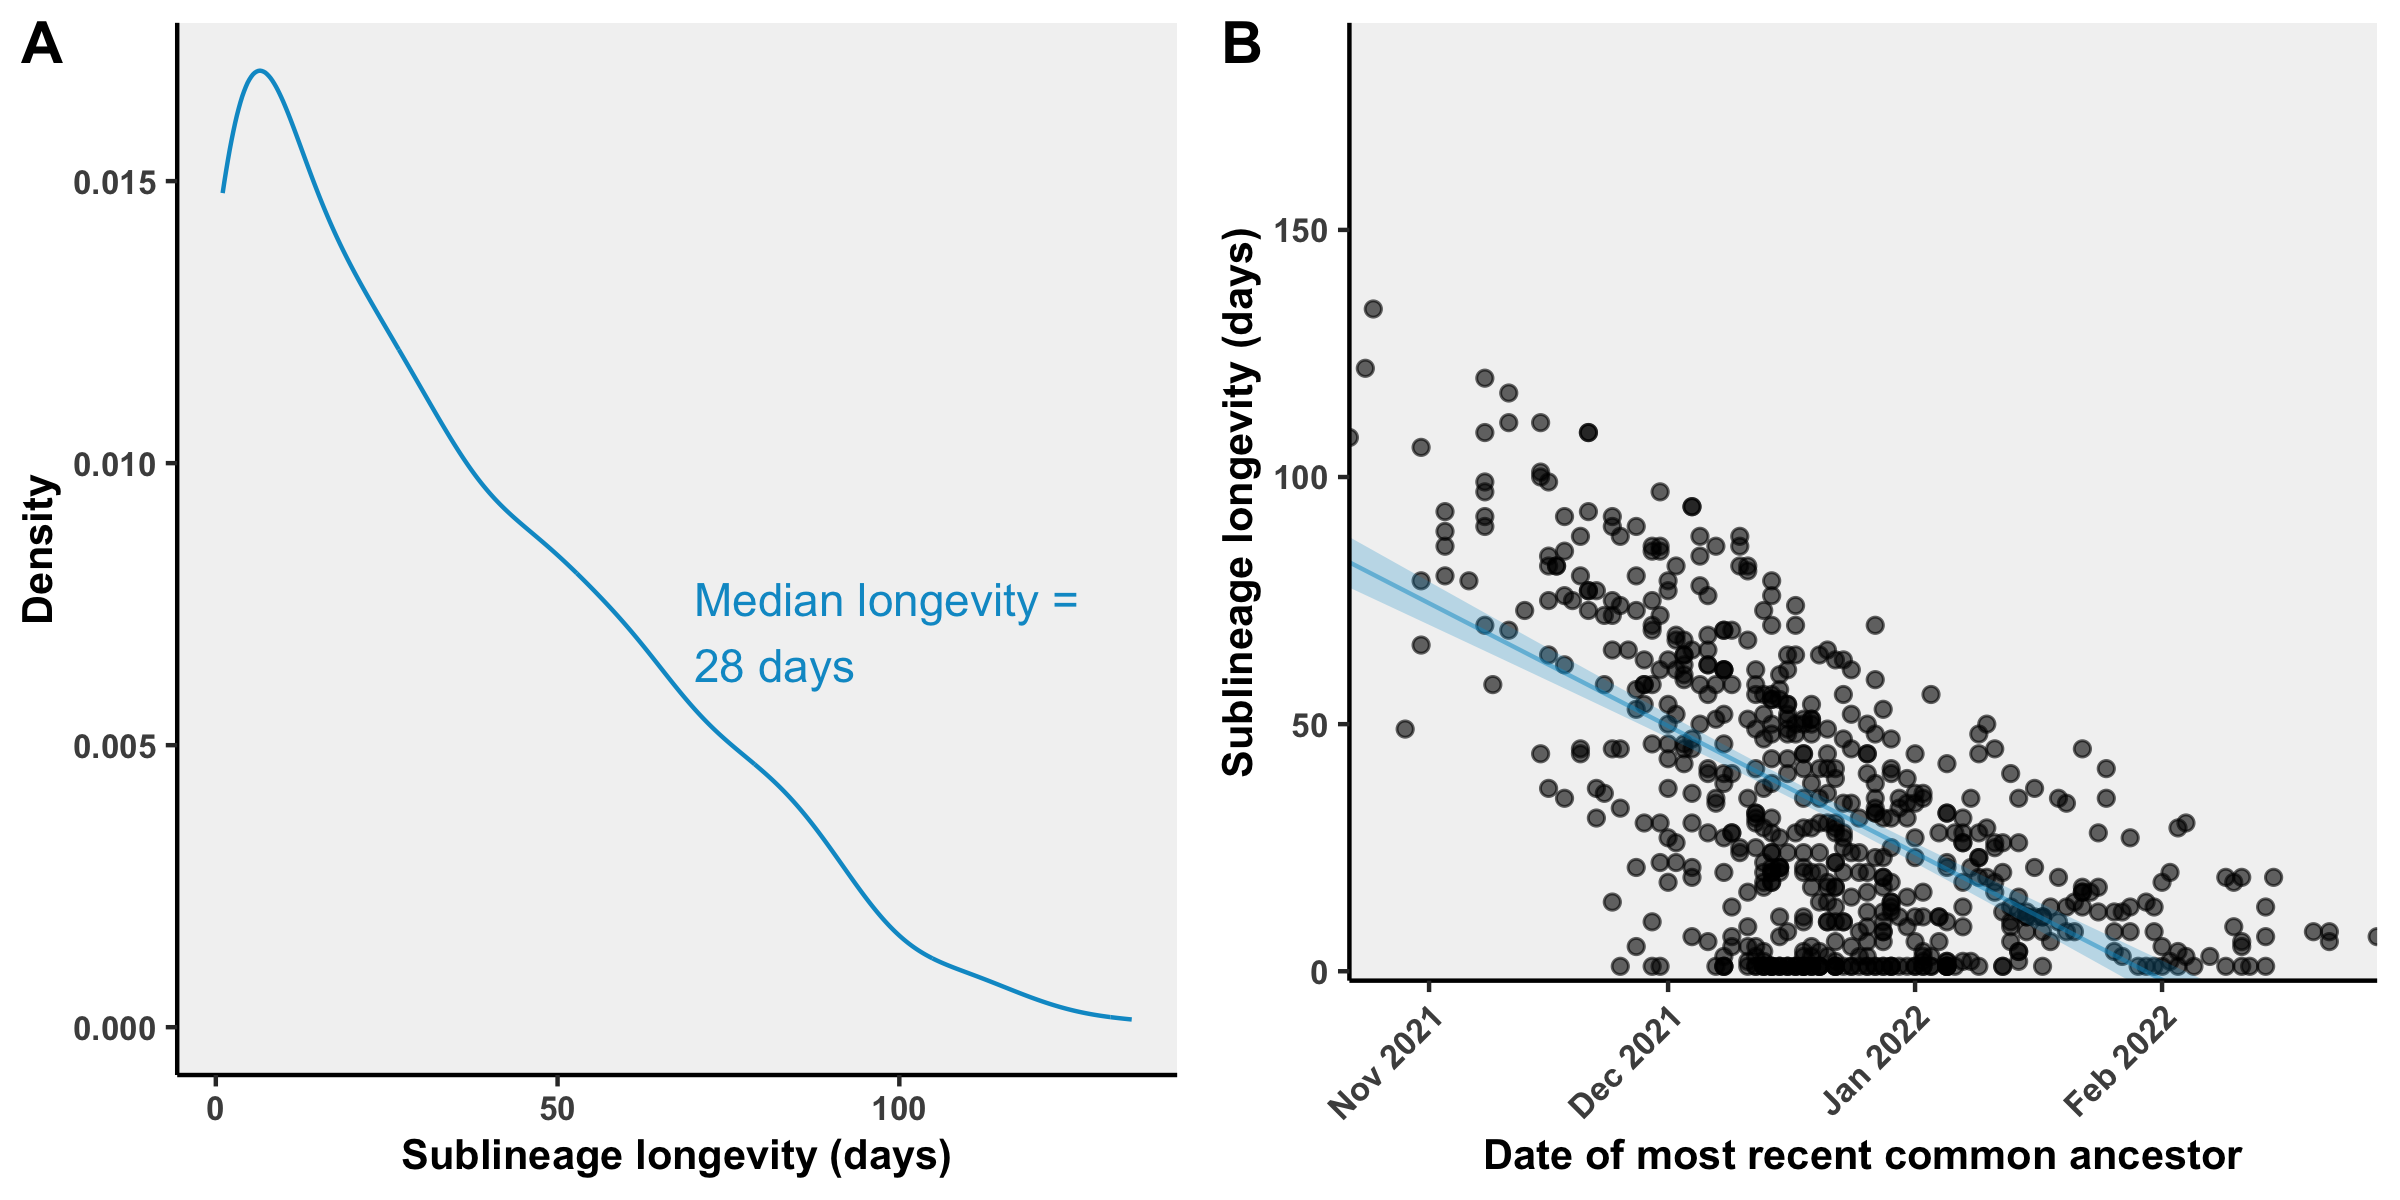 A
0.015
0.010
0.005
0.000
Density
Median longevity =
28 days
0
50
100
Sublineage longevity (days)
B
150
100
50
0
Sublineage longevity (days)
Nov 2021
Dec 2021
Jan 2022
Feb 2022
Date of most recent common ancestor